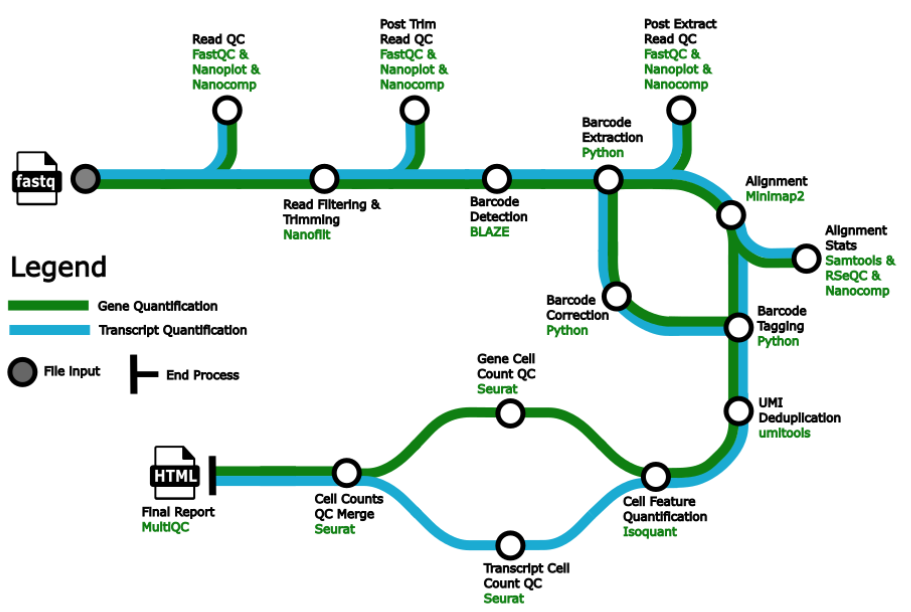 Read QC
FastQC &
Nanoplot &
Nanocomp
Post Trim
Read QC
FastQC &
Nanoplot &
Nanocomp
Post Extract
Read QC
FastQC &
Nanoplot &
Nanocomp
Barcode
Extraction
Python
fastq
Read Filtering &
Trimming
Nanofilt
Barcode
Detection
BLAZE
Alignment
Minimap2
Alignment
Stats
Samtools &
RSeQC &
Nanocomp
Legend
Gene Quantification
Transcript Quantification
File Input
End Process
Barcode
Correction
Python
Barcode
Tagging
Python
Gene Cell
Count QC
Seurat
UMI
Deduplication
umitools
HTML
Final Report
MultiQC
Cell Counts
QC Merge
Seurat
Cell Feature
Quantification
Isoquant
Transcript Cell
Count QC
Seurat